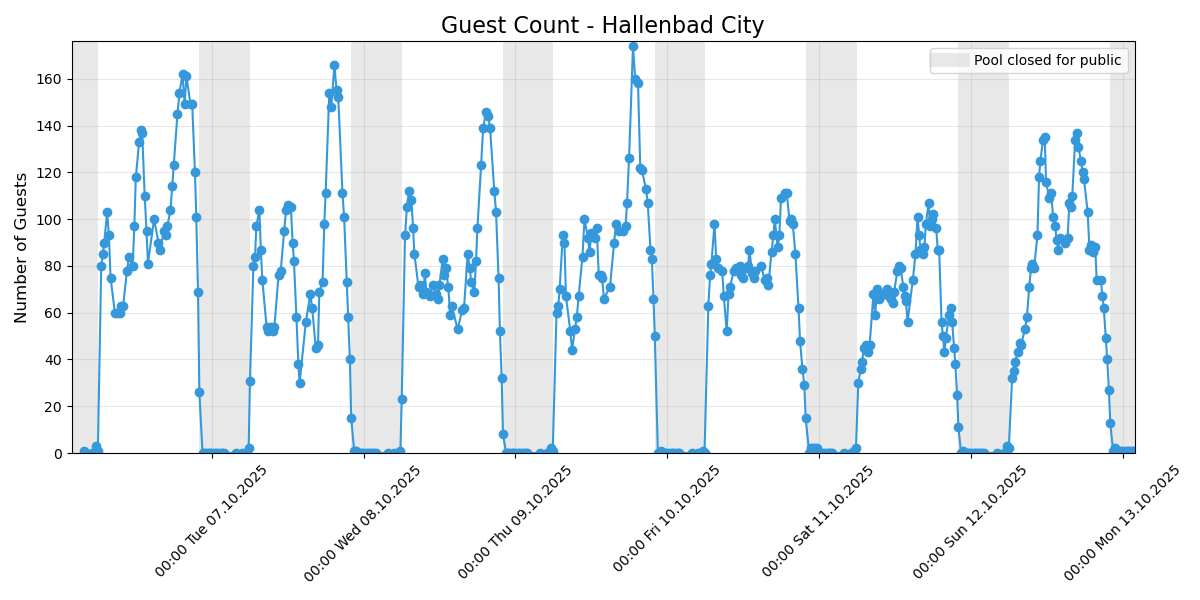 Guest Count - Hallenbad City
Pool closed for public
Number of Guests
160
140
120
100
80
60
40
20
0
00:00 Tue 07.10.2025
00:00 Wed 08.10.2025
00:00 Thu 09.10.2025
00:00 Fri 10.10.2025
00:00 Sat 11.10.2025
00:00 Sun 12.10.2025
00:00 Mon 13.10.2025